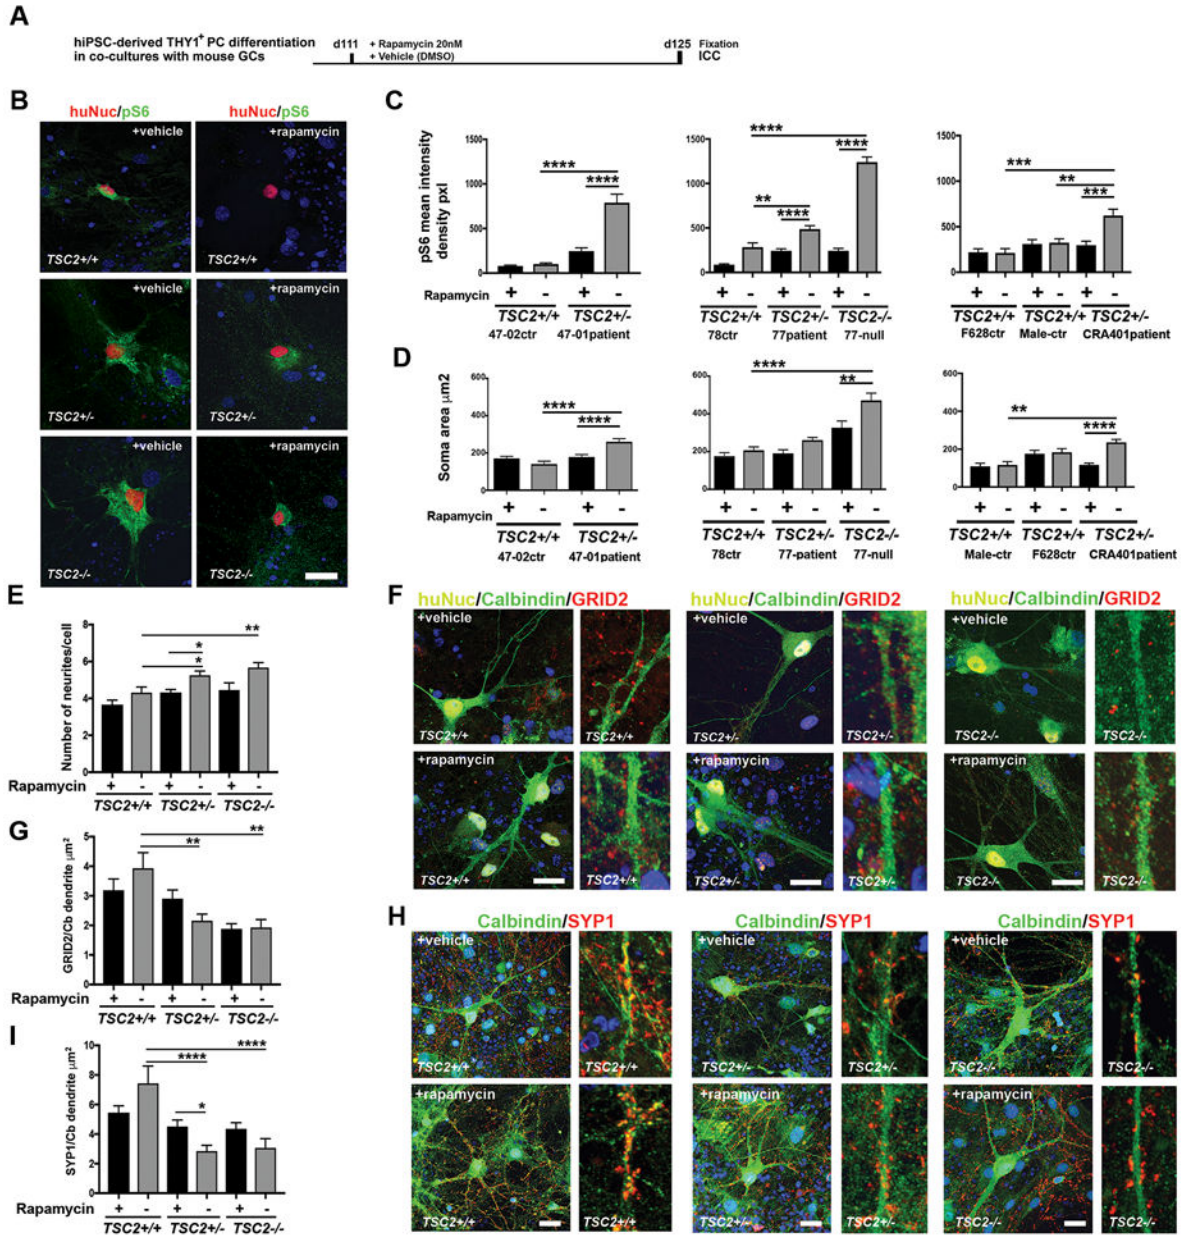 A
hiPSC-derived THY1+ PC differentiation
in co-cultures with mouse GCs
d111
+ Rapamycin 20nM
+ Vehicle (DMSO)
d125
Fixation
ICC
B
huNuc/pS6
huNuc/pS6
+vehicle
+rapamycin
TSC2+/+
TSC2+/+
+vehicle
+rapamycin
TSC2+/-
TSC2+/-
+vehicle
+rapamycin
TSC2-/-
TSC2-/-
C
pS6 mean intensity
density pxl
1500
1000
500
0
****
****
Rapamycin
+ - + -
TSC2+/+ TSC2+/-
47-02ctr 47-01patient
1500
1000
500
0
****
****
**
****
+ - + - + -
TSC2+/+ TSC2+/- TSC2-/-
78ctr 77patient 77-null
1500
1000
500
0
***
**
***
+ - + - + -
TSC2+/+ TSC2+/+ TSC2+/-
F628ctr Male-ctr CRA401patient
D
Soma area µm2
600
400
200
0
****
****
Rapamycin
+ - + -
TSC2+/+ TSC2+/-
47-02ctr 47-01patient
600
400
200
0
****
**
+ - + - + -
TSC2+/+ TSC2+/- TSC2-/-
78ctr 77-patient 77-null
600
400
200
0
**
****
+ - + - + -
TSC2+/+ TSC2+/+ TSC2+/-
Male-ctr F628ctr CRA401patient
E
Number of neurites/cell
8
6
4
2
0
**
*
*
Rapamycin
+ - + - + -
TSC2+/+ TSC2+/- TSC2-/-
F
huNuc/Calbindin/GRID2
huNuc/Calbindin/GRID2
huNuc/Calbindin/GRID2
+vehicle
+vehicle
+vehicle
TSC2+/+
TSC2+/+
TSC2+/-
TSC2+/-
TSC2-/-
TSC2-/-
+rapamycin
+rapamycin
+rapamycin
TSC2+/+
TSC2+/+
TSC2+/-
TSC2+/-
TSC2-/-
TSC2-/-
G
GRID2/Cb dendrite µm2
5
4
3
2
1
0
**
**
Rapamycin
+ - + - + -
TSC2+/+ TSC2+/- TSC2-/-
H
Calbindin/SYP1
Calbindin/SYP1
Calbindin/SYP1
+vehicle
+vehicle
+vehicle
TSC2+/+
TSC2+/+
TSC2+/-
TSC2+/-
TSC2-/-
TSC2-/-
+rapamycin
+rapamycin
+rapamycin
TSC2+/+
TSC2+/+
TSC2+/-
TSC2+/-
TSC2-/-
TSC2-/-
I
SYP1/Cb dendrite µm2
10
8
6
4
2
0
****
****
*
Rapamycin
+ - + - + -
TSC2+/+ TSC2+/- TSC2-/-